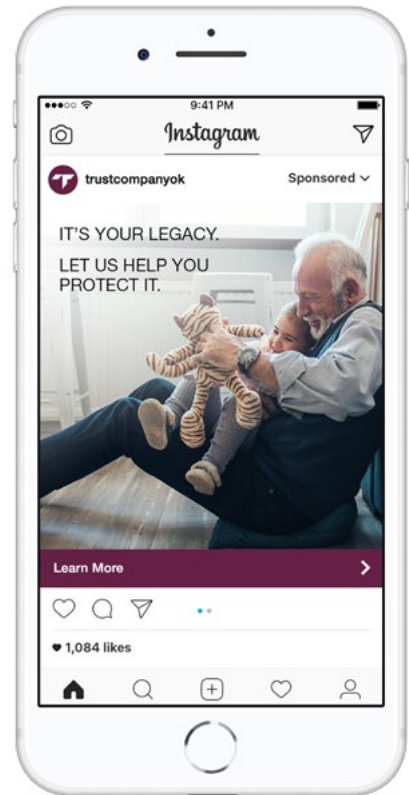 9:41 PM
Instagram
trustcompanyok
Sponsored
IT'S YOUR LEGACY.
LET US HELP YOU
PROTECT IT.
Learn More
1,084 likes